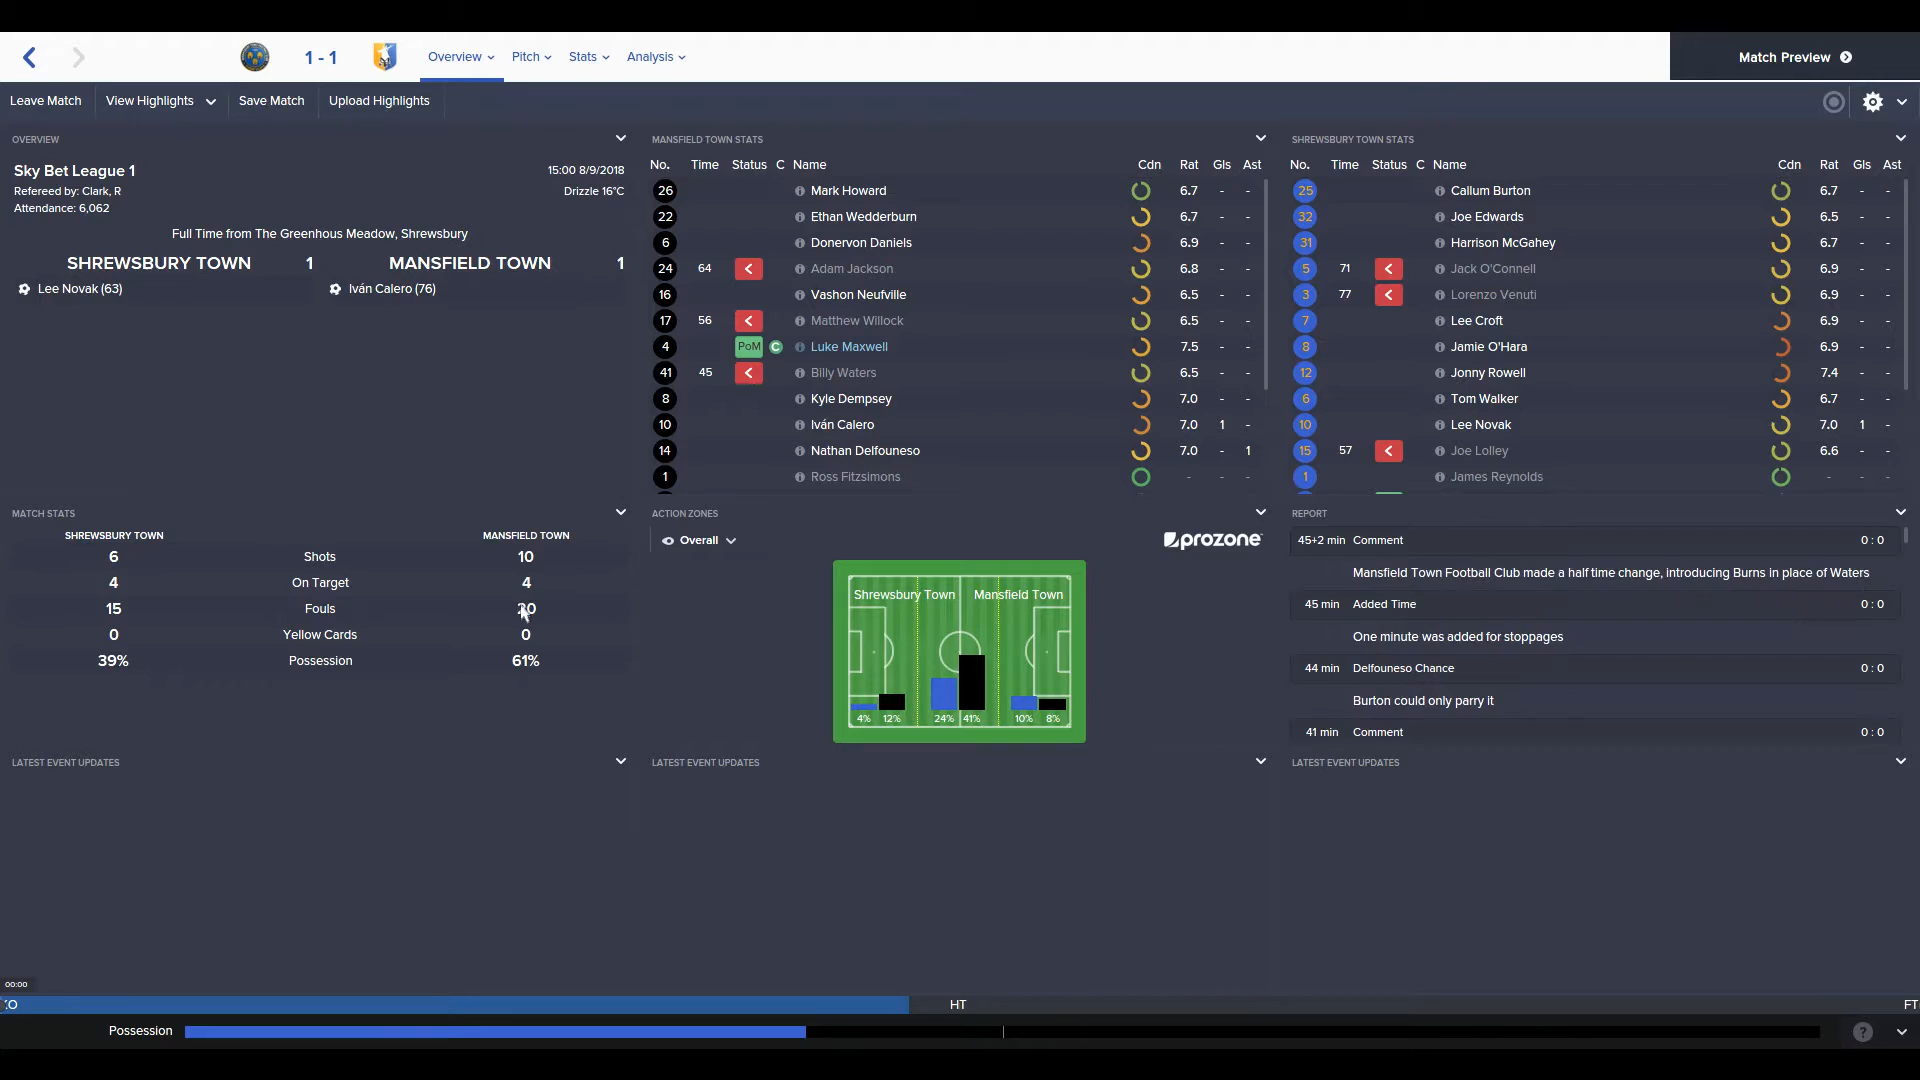 1 - 1
Overview
Pitch
Stats
Analysis
Match Preview
Leave Match
View Highlights
Save Match
Upload Highlights
OVERVIEW
Sky Bet League 1
15:00 8/9/2018
Refereed by: Clark, R
Drizzle 16°C
Attendance: 6,062
Full Time from The Greenhous Meadow, Shrewsbury
SHREWSBURY TOWN 1 MANSFIELD TOWN 1
Lee Novak (63)
Iván Calero (76)
MANSFIELD TOWN STATS
No. Time Status C Name Cdn Rat Gls Ast
26 Mark Howard 6.7 - -
22 Ethan Wedderburn 6.7 - -
6 Donervon Daniels 6.9 - -
24 64 < Adam Jackson 6.8 - -
16 Vashon Neufville 6.5 - -
17 56 < Matthew Willock 6.5 - -
4 PoM C Luke Maxwell 7.5 - -
41 45 < Billy Waters 6.5 - -
8 Kyle Dempsey 7.0 - -
10 Iván Calero 7.0 1 -
14 Nathan Delfouneso 7.0 - 1
1 Ross Fitzsimons - - -
SHREWSBURY TOWN STATS
No. Time Status C Name Cdn Rat Gls Ast
25 Callum Burton 6.7 - -
32 Joe Edwards 6.5 - -
31 Harrison McGahey 6.7 - -
5 71 < Jack O'Connell 6.9 - -
3 77 < Lorenzo Venuti 6.9 - -
7 Lee Croft 6.9 - -
8 Jamie O'Hara 6.9 - -
12 Jonny Rowell 7.4 - -
6 Tom Walker 6.7 - -
10 Lee Novak 7.0 1 -
15 57 < Joe Lolley 6.6 - -
1 James Reynolds - - -
MATCH STATS
SHREWSBURY TOWN MANSFIELD TOWN
6 Shots 10
4 On Target 4
15 Fouls 20
0 Yellow Cards 0
39% Possession 61%
ACTION ZONES
Overall
prozone
Shrewsbury Town Mansfield Town
4% 12% 24% 41% 10% 8%
REPORT
45+2 min Comment 0 : 0
Mansfield Town Football Club made a half time change, introducing Burns in place of Waters
45 min Added Time 0 : 0
One minute was added for stoppages
44 min Delfouneso Chance 0 : 0
Burton could only parry it
41 min Comment 0 : 0
LATEST EVENT UPDATES
LATEST EVENT UPDATES
LATEST EVENT UPDATES
00:00
KO HT FT
Possession
?